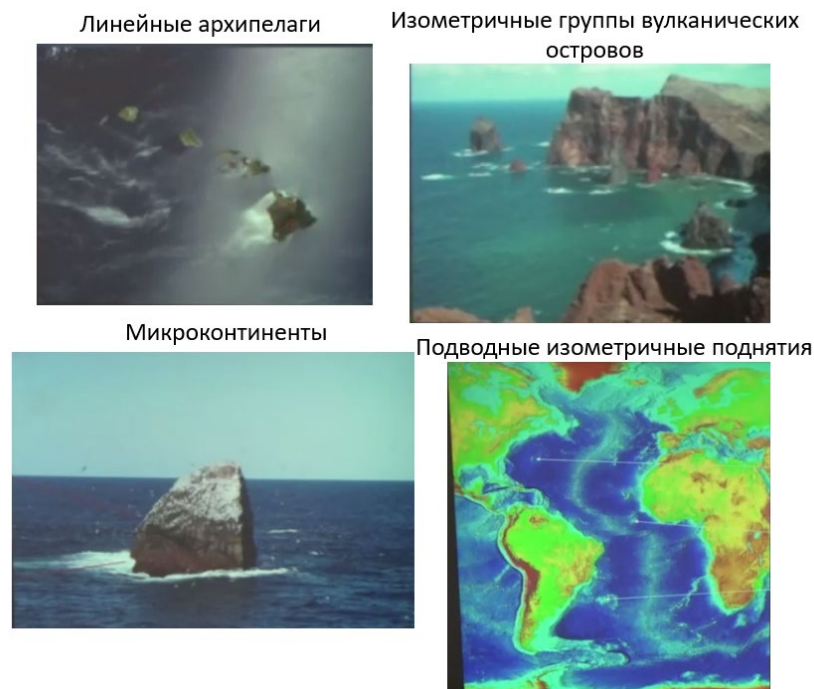 Линейные архипелаги
Изометричные группы вулканических
островов
Микроконтиненты
Подводные изометричные поднятия